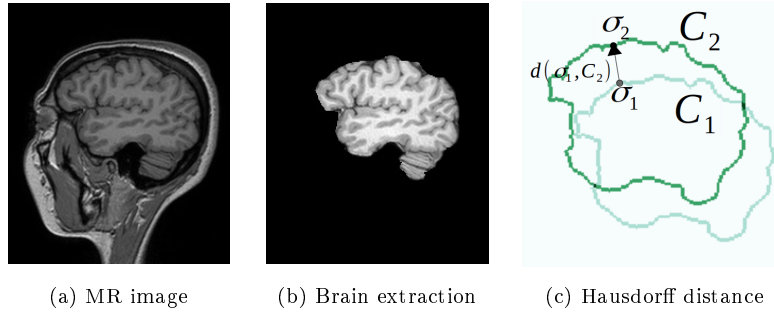 σ₂ C₂
d(σ₁,C₂)
σ₁ C₁
(a) MR image (b) Brain extraction (c) Hausdorff distance